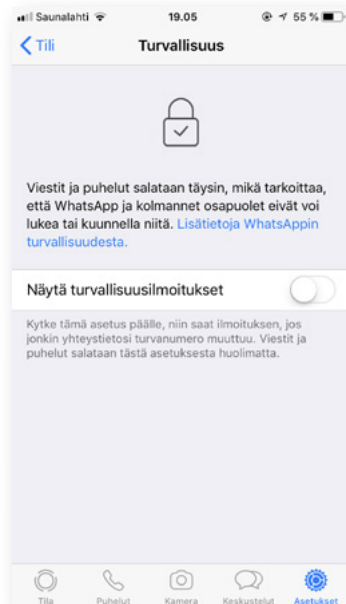 Saunalahti 19.05 55 %
Tili Turvallisuus
Viestit ja puhelut salataan täysin, mikä tarkoittaa,
että WhatsApp ja kolmannet osapuolet eivät voi
lukea tai kuunnella niitä. Lisätietoja WhatsAppin
turvallisuudesta.
Näytä turvallisuusilmoitukset
Kytke tämä asetus päälle, niin saat ilmoituksen, jos
jonkin yhteystietosi turvanumero muuttuu. Viestit ja
puhelut salataan tästä asetuksesta huolimatta.
Tila Puhelut Kamera Keskustelut Asetukset